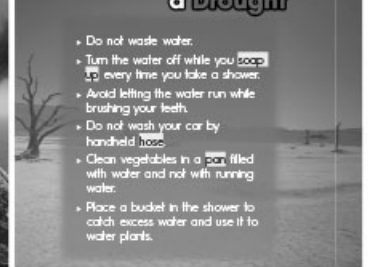 a Drought
▸ Do not waste water.
▸ Turn the water off while you soap
up every time you take a shower.
▸ Avoid letting the water run while
brushing your teeth.
▸ Do not wash your car by
handheld hose
▸ Clean vegetables in a pan filled
with water and not with running
water.
▸ Place a bucket in the shower to
catch excess water and use it to
water plants.